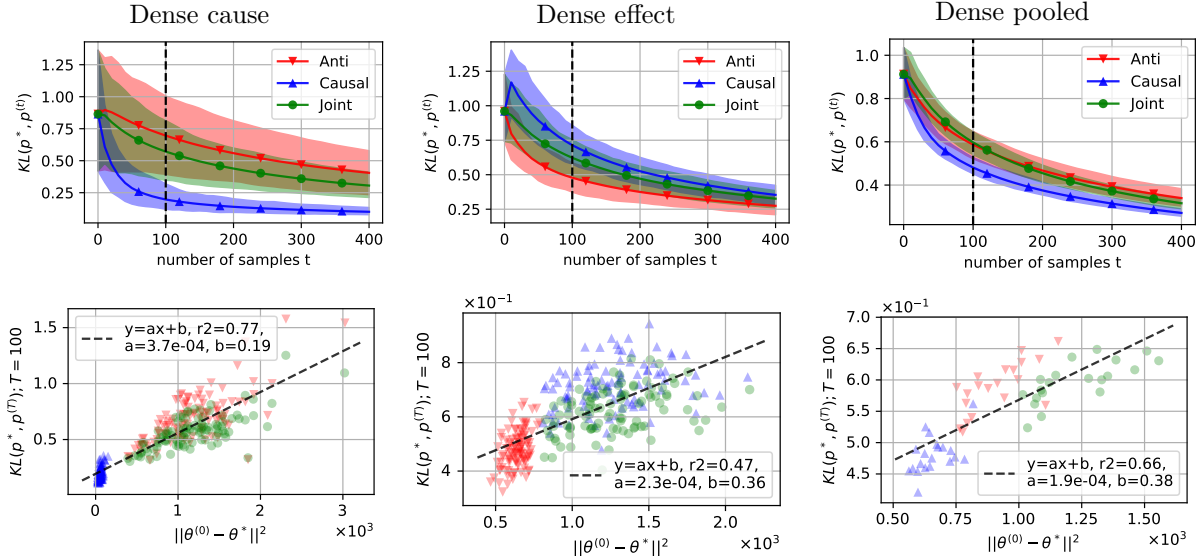 Dense cause
Dense effect
Dense pooled
KL(p*, p^(t))
1.25
1.00
0.75
0.50
0.25
0
100
200
300
400
number of samples t
Anti
Causal
Joint
KL(p*, p^(t))
1.25
1.00
0.75
0.50
0.25
0
100
200
300
400
number of samples t
Anti
Causal
Joint
KL(p*, p^(t))
1.0
0.8
0.6
0.4
0
100
200
300
400
number of samples t
Anti
Causal
Joint
KL(p*, p^(T)); T = 100
1.5
1.0
0.5
y=ax+b, r2=0.77,
a=3.7e-04, b=0.19
0
1
2
3
×10³
||θ^(0) − θ*||²
×10⁻¹
KL(p*, p^(T)); T = 100
8
6
4
y=ax+b, r2=0.47,
a=2.3e-04, b=0.36
0.5
1.0
1.5
2.0
×10³
||θ^(0) − θ*||²
×10⁻¹
KL(p*, p^(T)); T = 100
7.0
6.5
6.0
5.5
5.0
4.5
y=ax+b, r2=0.66,
a=1.9e-04, b=0.38
0.50
0.75
1.00
1.25
1.50
×10³
||θ^(0) − θ*||²